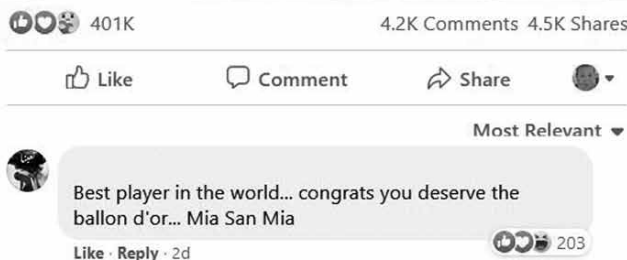 401K 4.2K Comments 4.5K Shares
Like Comment Share
Most Relevant
Best player in the world... congrats you deserve the
ballon d'or... Mia San Mia
203
Like · Reply · 2d